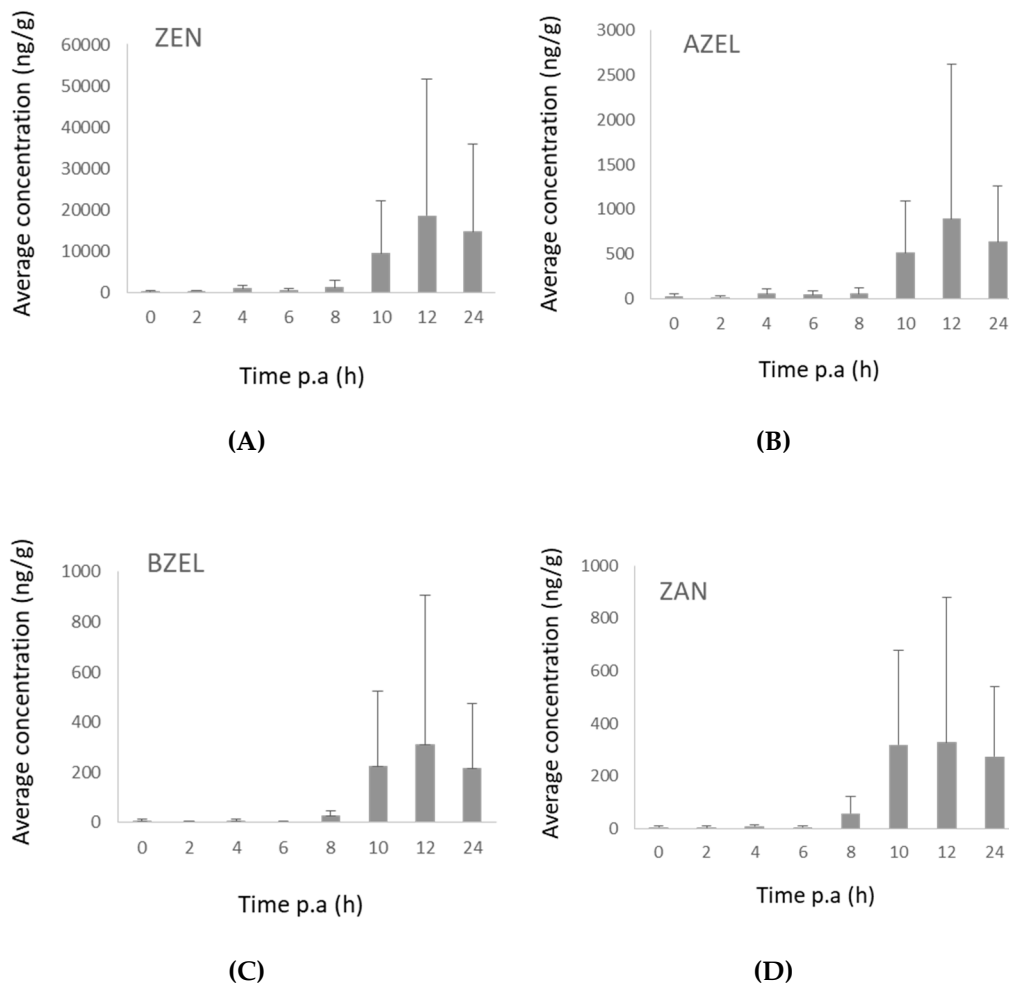 ZEN
Average concentration (ng/g)
60000
50000
40000
30000
20000
10000
0
0 2 4 6 8 10 12 24
Time p.a (h)
(A)
AZEL
Average concentration (ng/g)
3000
2500
2000
1500
1000
500
0
0 2 4 6 8 10 12 24
Time p.a (h)
(B)
BZEL
Average concentration (ng/g)
1000
800
600
400
200
0
0 2 4 6 8 10 12 24
Time p.a (h)
(C)
ZAN
Average concentration (ng/g)
1000
800
600
400
200
0
0 2 4 6 8 10 12 24
Time p.a (h)
(D)